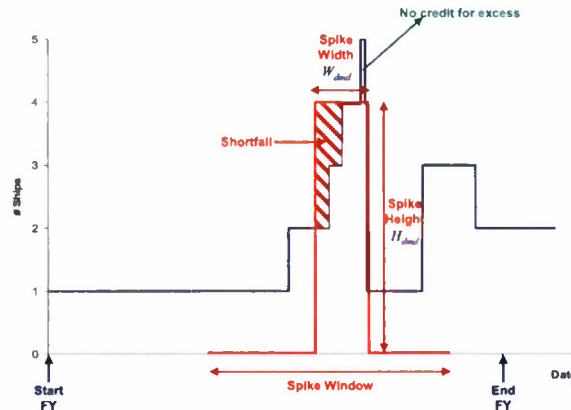 No credit for excess
5
Spike
Width
W_dmd
4
Shortfall
3
# Ships
Spike
Height
H_dmd
2
1
0
Date
Start
FY
Spike Window
End
FY